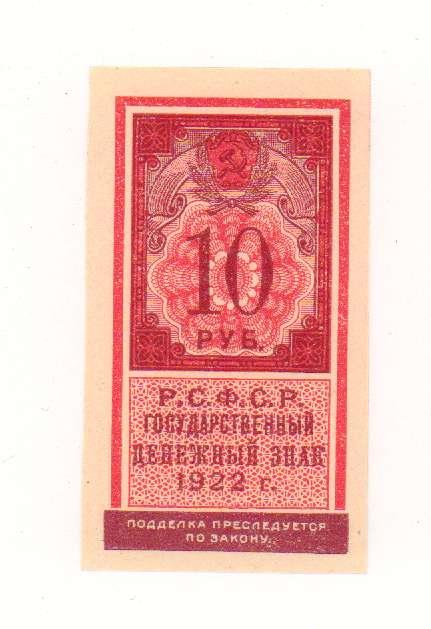 10
РУБ.
Р.С.Ф.С.Р.
ГОСУДАРСТВЕННЫЙ
ДЕНЕЖНЫЙ ЗНАК
1922 г.
ПОДДЕЛКА ПРЕСЛЕДУЕТСЯ
ПО ЗАКОНУ.